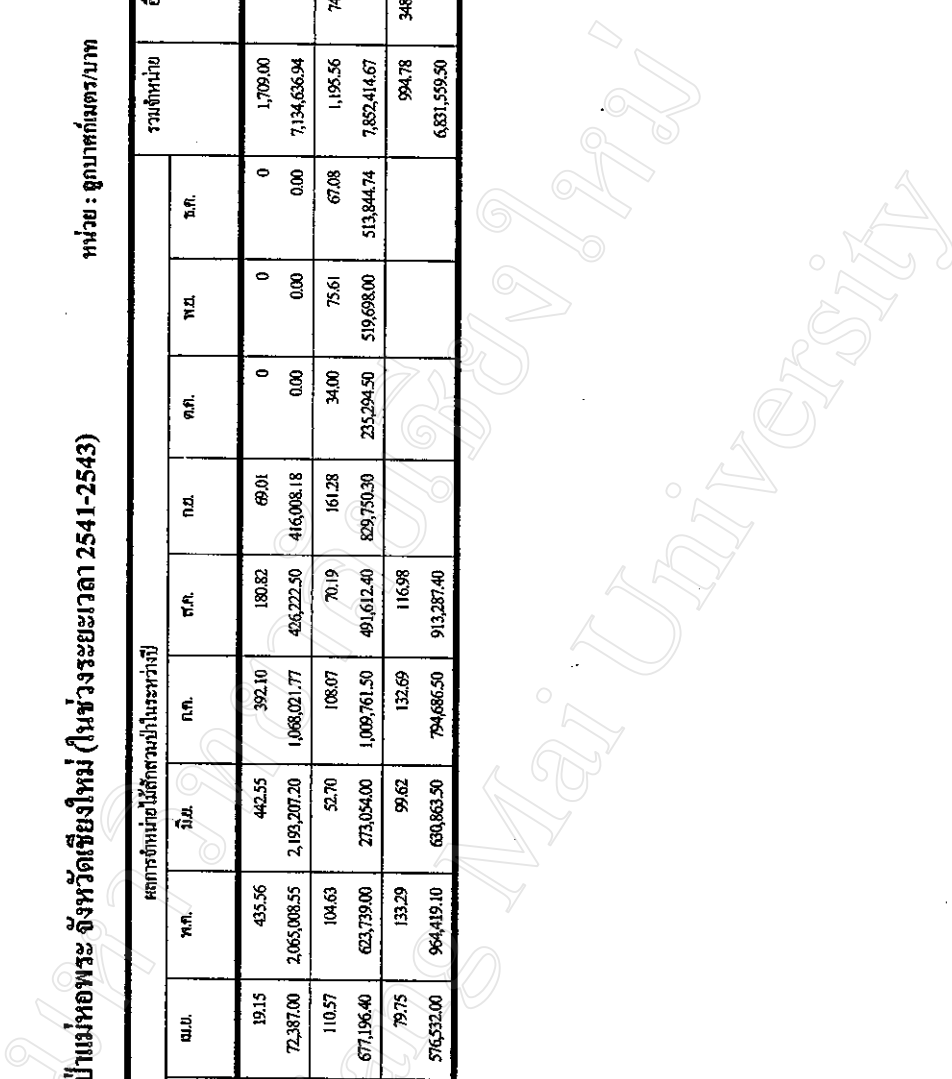 ป่าแม่หอพระ จังหวัดเชียงใหม่ (ในช่วงระยะเวลา 2541-2543)
หน่วย : ลูกบาศก์เมตร/บาท
ผลการจำหน่ายไม้สักสวนป่าในระหว่างปี รวมจำหน่าย
เม.ย. พ.ค. มิ.ย. ก.ค. ส.ค. ก.ย. ต.ค. พ.ย. ธ.ค.
19.15 435.56 442.55 392.10 180.82 69.01 0 0 0 1,709.00
72,387.00 2,065,008.55 2,193,207.20 1,068,021.77 426,222.50 416,008.18 0.00 0.00 0.00 7,134,636.94
110.57 104.63 52.70 108.07 70.19 161.28 34.00 75.61 67.08 1,195.56 74
677,196.40 623,739.00 273,054.00 1,009,761.50 491,612.40 829,750.30 235,294.50 519,698.00 513,844.74 7,852,414.67
79.75 133.29 99.62 132.69 116.98 994.78 348
576,532.00 964,419.10 630,863.50 794,686.50 913,287.40 6,831,559.50
ang Mai University